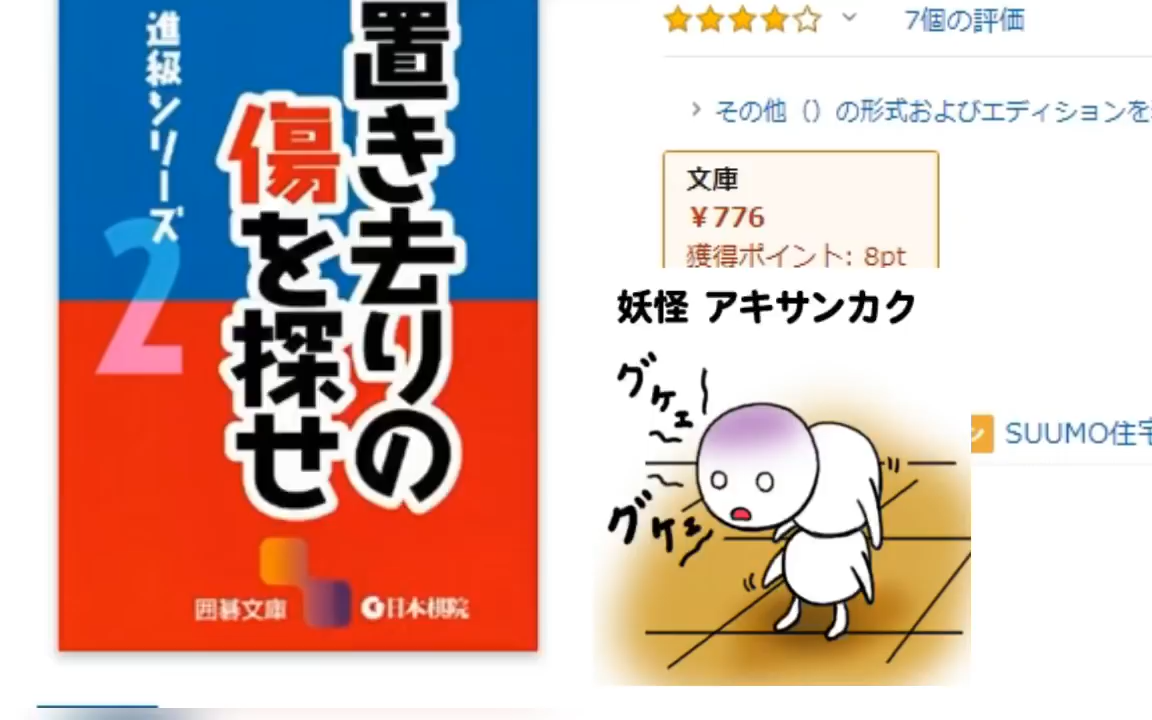 進級シリーズ
2
置き去りの
傷を探せ
囲碁文庫
日本棋院
7個の評価
その他（）の形式およびエディションを
文庫
￥776
獲得ポイント: 8pt
妖怪 アキサンカク
グケェ〜
グケェ〜
SUUMO住宅